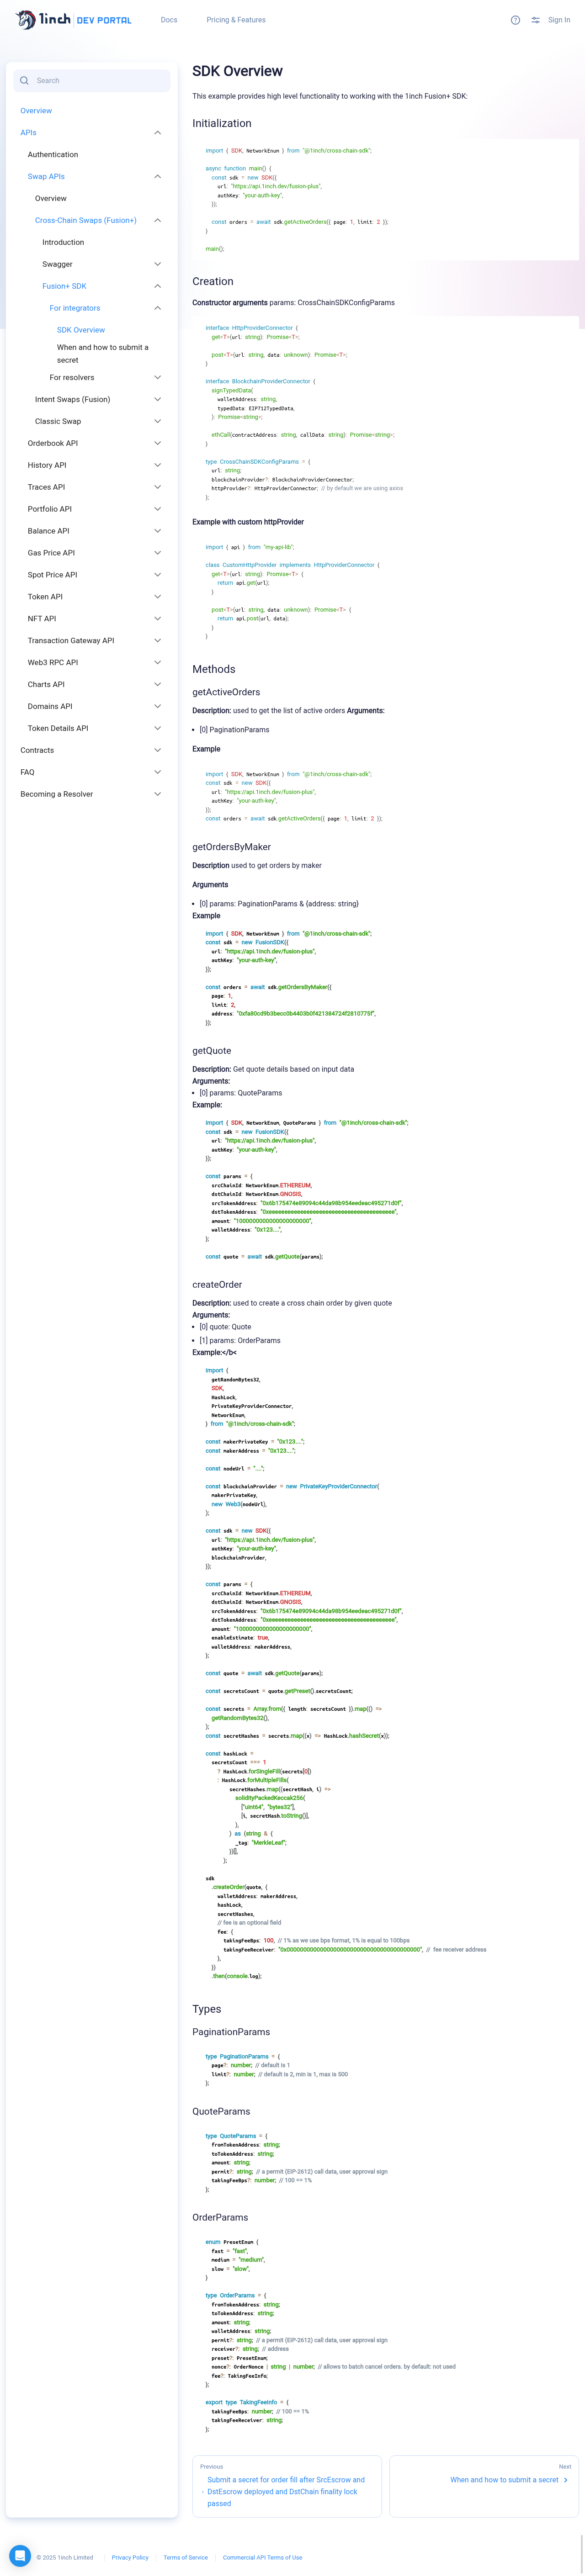 1inch DEV PORTAL
Docs
Pricing & Features
Sign In
Search
Overview
APIs
Authentication
Swap APIs
Overview
Cross-Chain Swaps (Fusion+)
Introduction
Swagger
Fusion+ SDK
For integrators
SDK Overview
When and how to submit a
secret
For resolvers
Intent Swaps (Fusion)
Classic Swap
Orderbook API
History API
Traces API
Portfolio API
Balance API
Gas Price API
Spot Price API
Token API
NFT API
Transaction Gateway API
Web3 RPC API
Charts API
Domains API
Token Details API
Contracts
FAQ
Becoming a Resolver
SDK Overview
This example provides high level functionality to working with the 1inch Fusion+ SDK:
Initialization
import { SDK, NetworkEnum } from "@1inch/cross-chain-sdk";
async function main() {
const sdk = new SDK({
url: "https://api.1inch.dev/fusion-plus",
authKey: "your-auth-key",
});
const orders = await sdk.getActiveOrders({ page: 1, limit: 2 });
}
main();
Creation
Constructor arguments params: CrossChainSDKConfigParams
interface HttpProviderConnector {
get<T>(url: string): Promise<T>;
post<T>(url: string, data: unknown): Promise<T>;
}
interface BlockchainProviderConnector {
signTypedData(
walletAddress: string,
typedData: EIP712TypedData,
): Promise<string>;
ethCall(contractAddress: string, callData: string): Promise<string>;
}
type CrossChainSDKConfigParams = {
url: string;
blockchainProvider?: BlockchainProviderConnector;
httpProvider?: HttpProviderConnector; // by default we are using axios
};
Example with custom httpProvider
import { api } from "my-api-lib";
class CustomHttpProvider implements HttpProviderConnector {
get<T>(url: string): Promise<T> {
return api.get(url);
}
post<T>(url: string, data: unknown): Promise<T> {
return api.post(url, data);
}
}
Methods
getActiveOrders
Description: used to get the list of active orders Arguments:
[0] PaginationParams
Example
import { SDK, NetworkEnum } from "@1inch/cross-chain-sdk";
const sdk = new SDK({
url: "https://api.1inch.dev/fusion-plus",
authKey: "your-auth-key",
});
const orders = await sdk.getActiveOrders({ page: 1, limit: 2 });
getOrdersByMaker
Description used to get orders by maker
Arguments
[0] params: PaginationParams & {address: string}
Example
import { SDK, NetworkEnum } from "@1inch/cross-chain-sdk";
const sdk = new FusionSDK({
url: "https://api.1inch.dev/fusion-plus",
authKey: "your-auth-key",
});
const orders = await sdk.getOrdersByMaker({
page: 1,
limit: 2,
address: "0xfa80cd9b3becc0b4403b0f421384724f2810775f",
});
getQuote
Description: Get quote details based on input data
Arguments:
[0] params: QuoteParams
Example:
import { SDK, NetworkEnum, QuoteParams } from "@1inch/cross-chain-sdk";
const sdk = new FusionSDK({
url: "https://api.1inch.dev/fusion-plus",
authKey: "your-auth-key",
});
const params = {
srcChainId: NetworkEnum.ETHEREUM,
dstChainId: NetworkEnum.GNOSIS,
srcTokenAddress: "0x6b175474e89094c44da98b954eedeac495271d0f",
dstTokenAddress: "0xeeeeeeeeeeeeeeeeeeeeeeeeeeeeeeeeeeeeeeee",
amount: "1000000000000000000000",
walletAddress: "0x123....",
};
const quote = await sdk.getQuote(params);
createOrder
Description: used to create a cross chain order by given quote
Arguments:
[0] quote: Quote
[1] params: OrderParams
Example:</b<
import {
getRandomBytes32,
SDK,
HashLock,
PrivateKeyProviderConnector,
NetworkEnum,
} from "@1inch/cross-chain-sdk";
const makerPrivateKey = "0x123....";
const makerAddress = "0x123....";
const nodeUrl = "....";
const blockchainProvider = new PrivateKeyProviderConnector(
makerPrivateKey,
new Web3(nodeUrl),
);
const sdk = new SDK({
url: "https://api.1inch.dev/fusion-plus",
authKey: "your-auth-key",
blockchainProvider,
});
const params = {
srcChainId: NetworkEnum.ETHEREUM,
dstChainId: NetworkEnum.GNOSIS,
srcTokenAddress: "0x6b175474e89094c44da98b954eedeac495271d0f",
dstTokenAddress: "0xeeeeeeeeeeeeeeeeeeeeeeeeeeeeeeeeeeeeeeee",
amount: "1000000000000000000000",
enableEstimate: true,
walletAddress: makerAddress,
};
const quote = await sdk.getQuote(params);
const secretsCount = quote.getPreset().secretsCount;
const secrets = Array.from({ length: secretsCount }).map(() =>
getRandomBytes32(),
);
const secretHashes = secrets.map((x) => HashLock.hashSecret(x));
const hashLock =
secretsCount === 1
? HashLock.forSingleFill(secrets[0])
: HashLock.forMultipleFills(
secretHashes.map((secretHash, i) =>
solidityPackedKeccak256(
["uint64", "bytes32"],
[i, secretHash.toString()],
),
) as (string & {
_tag: "MerkleLeaf";
})[],
);
sdk
.createOrder(quote, {
walletAddress: makerAddress,
hashLock,
secretHashes,
// fee is an optional field
fee: {
takingFeeBps: 100, // 1% as we use bps format, 1% is equal to 100bps
takingFeeReceiver: "0x0000000000000000000000000000000000000000", // fee receiver address
},
})
.then(console.log);
Types
PaginationParams
type PaginationParams = {
page?: number; // default is 1
limit?: number; // default is 2, min is 1, max is 500
};
QuoteParams
type QuoteParams = {
fromTokenAddress: string;
toTokenAddress: string;
amount: string;
permit?: string; // a permit (EIP-2612) call data, user approval sign
takingFeeBps?: number; // 100 == 1%
};
OrderParams
enum PresetEnum {
fast = "fast",
medium = "medium",
slow = "slow",
}
type OrderParams = {
fromTokenAddress: string;
toTokenAddress: string;
amount: string;
walletAddress: string;
permit?: string; // a permit (EIP-2612) call data, user approval sign
receiver?: string; // address
preset?: PresetEnum;
nonce?: OrderNonce | string | number; // allows to batch cancel orders. by default: not used
fee?: TakingFeeInfo;
};
export type TakingFeeInfo = {
takingFeeBps: number; // 100 == 1%
takingFeeReceiver: string;
};
Previous
Submit a secret for order fill after SrcEscrow and
DstEscrow deployed and DstChain finality lock
passed
Next
When and how to submit a secret
© 2025 1inch Limited
Privacy Policy
Terms of Service
Commercial API Terms of Use